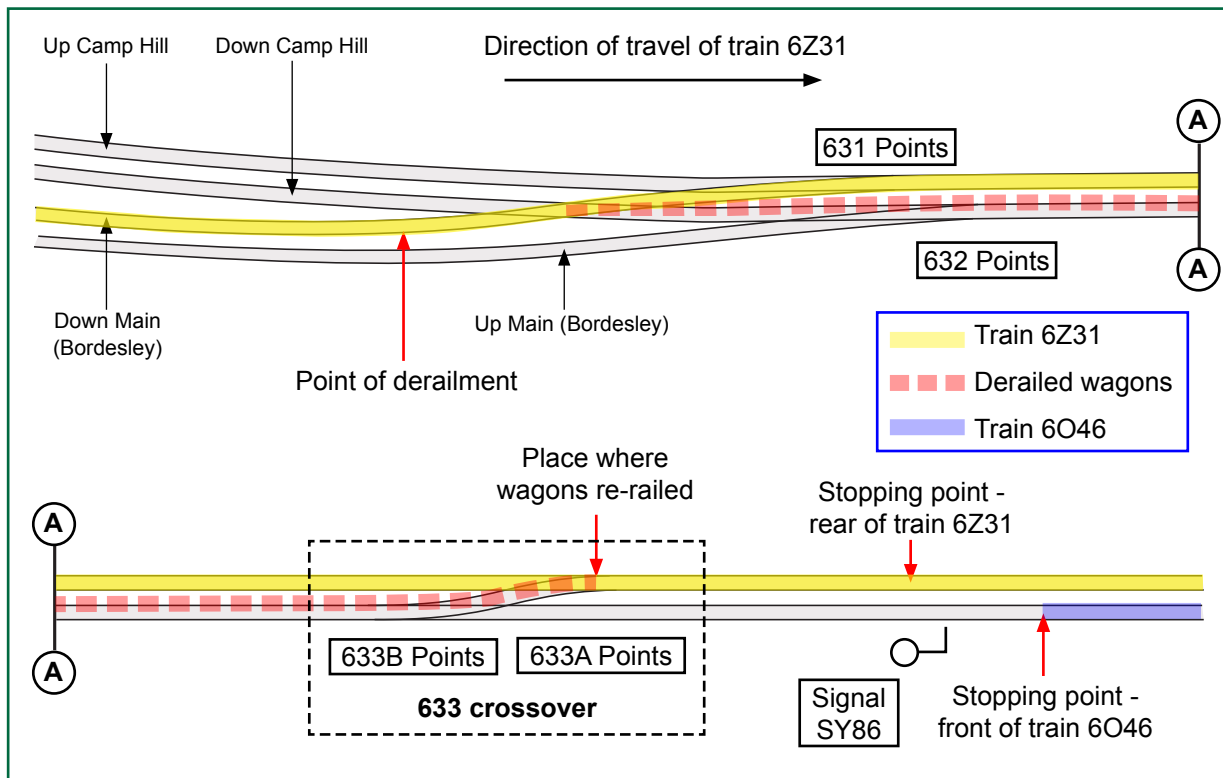 Up Camp Hill
Down Camp Hill
Direction of travel of train 6Z31
631 Points
A
A
632 Points
Down Main
(Bordesley)
Up Main (Bordesley)
Point of derailment
Train 6Z31
Derailed wagons
Train 6O46
Place where
wagons re-railed
Stopping point -
rear of train 6Z31
A
A
633B Points
633A Points
633 crossover
Signal
SY86
Stopping point -
front of train 6O46